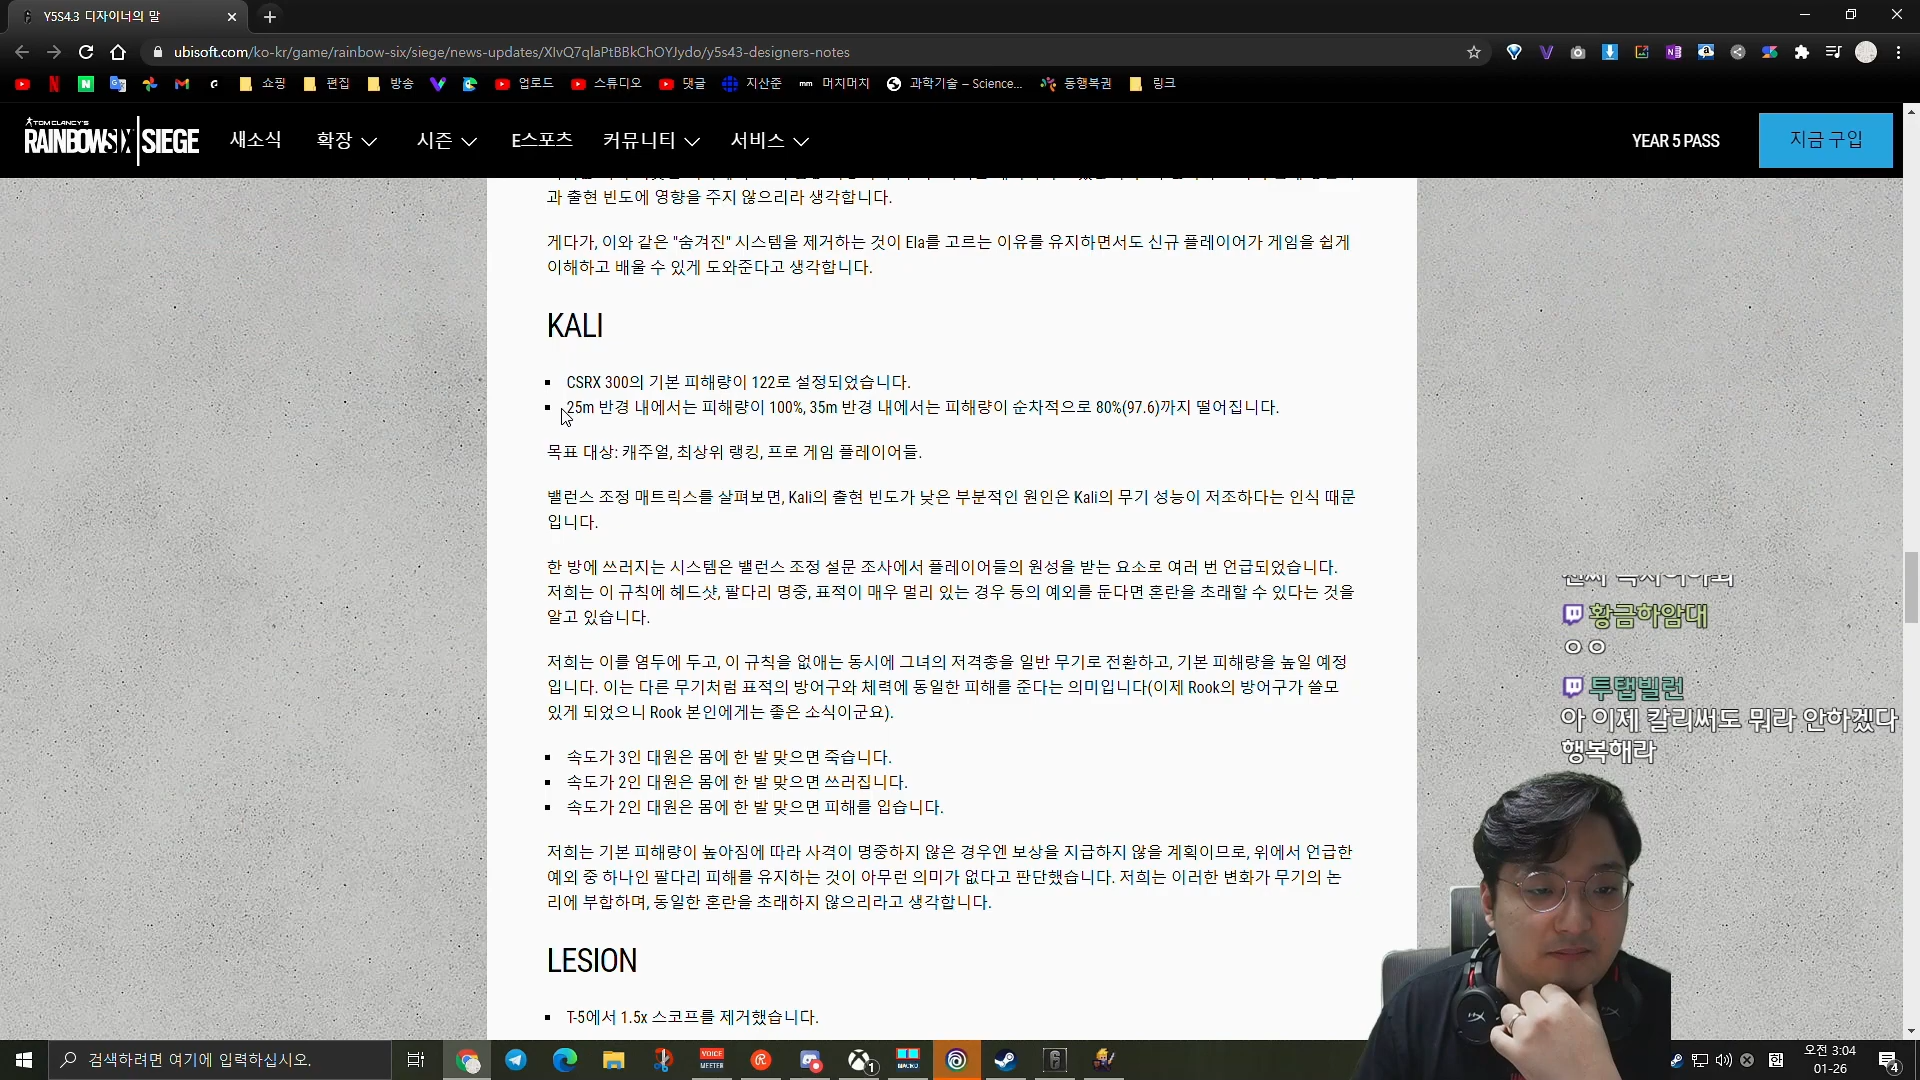 Y5S4.3 디자이너의 말
ubisoft.com/ko-kr/game/rainbow-six/siege/news-updates/XIvQ7qlaPtBBkChOYJydo/y5s43-designers-notes
쇼핑 편집 방송 업로드 스튜디오 댓글 지산준 머치머치 과학기술 – Science... 동행복권 링크
TOM CLANCY'S
RAINBOW SIX | SIEGE 새소식 확장 시즌 E스포츠 커뮤니티 서비스 YEAR 5 PASS 지금 구입
과 출현 빈도에 영향을 주지 않으리라 생각합니다.
게다가, 이와 같은 "숨겨진" 시스템을 제거하는 것이 Ela를 고르는 이유를 유지하면서도 신규 플레이어가 게임을 쉽게
이해하고 배울 수 있게 도와준다고 생각합니다.
KALI
▪ CSRX 300의 기본 피해량이 122로 설정되었습니다.
▪ 25m 반경 내에서는 피해량이 100%, 35m 반경 내에서는 피해량이 순차적으로 80%(97.6)까지 떨어집니다.
목표 대상: 캐주얼, 최상위 랭킹, 프로 게임 플레이어들.
밸런스 조정 매트릭스를 살펴보면, Kali의 출현 빈도가 낮은 부분적인 원인은 Kali의 무기 성능이 저조하다는 인식 때문
입니다.
한 방에 쓰러지는 시스템은 밸런스 조정 설문 조사에서 플레이어들의 원성을 받는 요소로 여러 번 언급되었습니다.
저희는 이 규칙에 헤드샷, 팔다리 명중, 표적이 매우 멀리 있는 경우 등의 예외를 둔다면 혼란을 초래할 수 있다는 것을
알고 있습니다.
저희는 이를 염두에 두고, 이 규칙을 없애는 동시에 그녀의 저격총을 일반 무기로 전환하고, 기본 피해량을 높일 예정
입니다. 이는 다른 무기처럼 표적의 방어구와 체력에 동일한 피해를 준다는 의미입니다(이제 Rook의 방어구가 쓸모
있게 되었으니 Rook 본인에게는 좋은 소식이군요).
▪ 속도가 3인 대원은 몸에 한 발 맞으면 죽습니다.
▪ 속도가 2인 대원은 몸에 한 발 맞으면 쓰러집니다.
▪ 속도가 2인 대원은 몸에 한 발 맞으면 피해를 입습니다.
저희는 기본 피해량이 높아짐에 따라 사격이 명중하지 않은 경우엔 보상을 지급하지 않을 계획이므로, 위에서 언급한
예외 중 하나인 팔다리 피해를 유지하는 것이 아무런 의미가 없다고 판단했습니다. 저희는 이러한 변화가 무기의 논
리에 부합하며, 동일한 혼란을 초래하지 않으리라고 생각합니다.
LESION
▪ T-5에서 1.5x 스코프를 제거했습니다.
황금하암대
ㅇㅇ
투탭빌런
아 이제 칼리써도 뭐라 안하겠다
행복해라
검색하려면 여기에 입력하십시오.
VOICE
MEETER
MACRO
1
한
오전 3:04
01-26
4